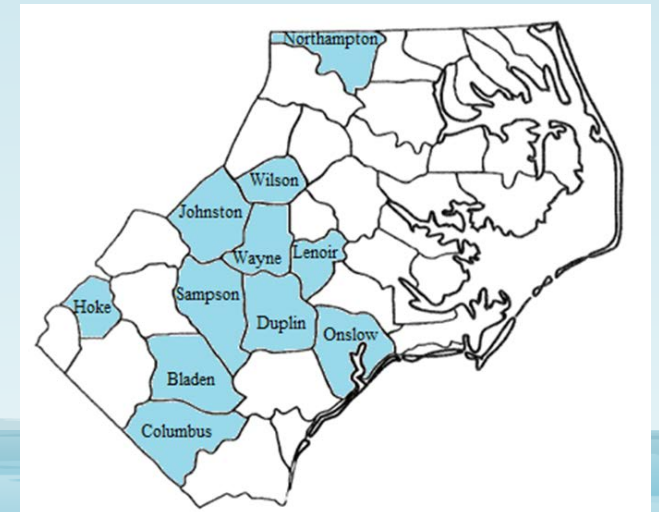 Northampton
Wilson
Johnston
Wayne
Lenoir
Sampson
Hoke
Duplin
Onslow
Bladen
Columbus